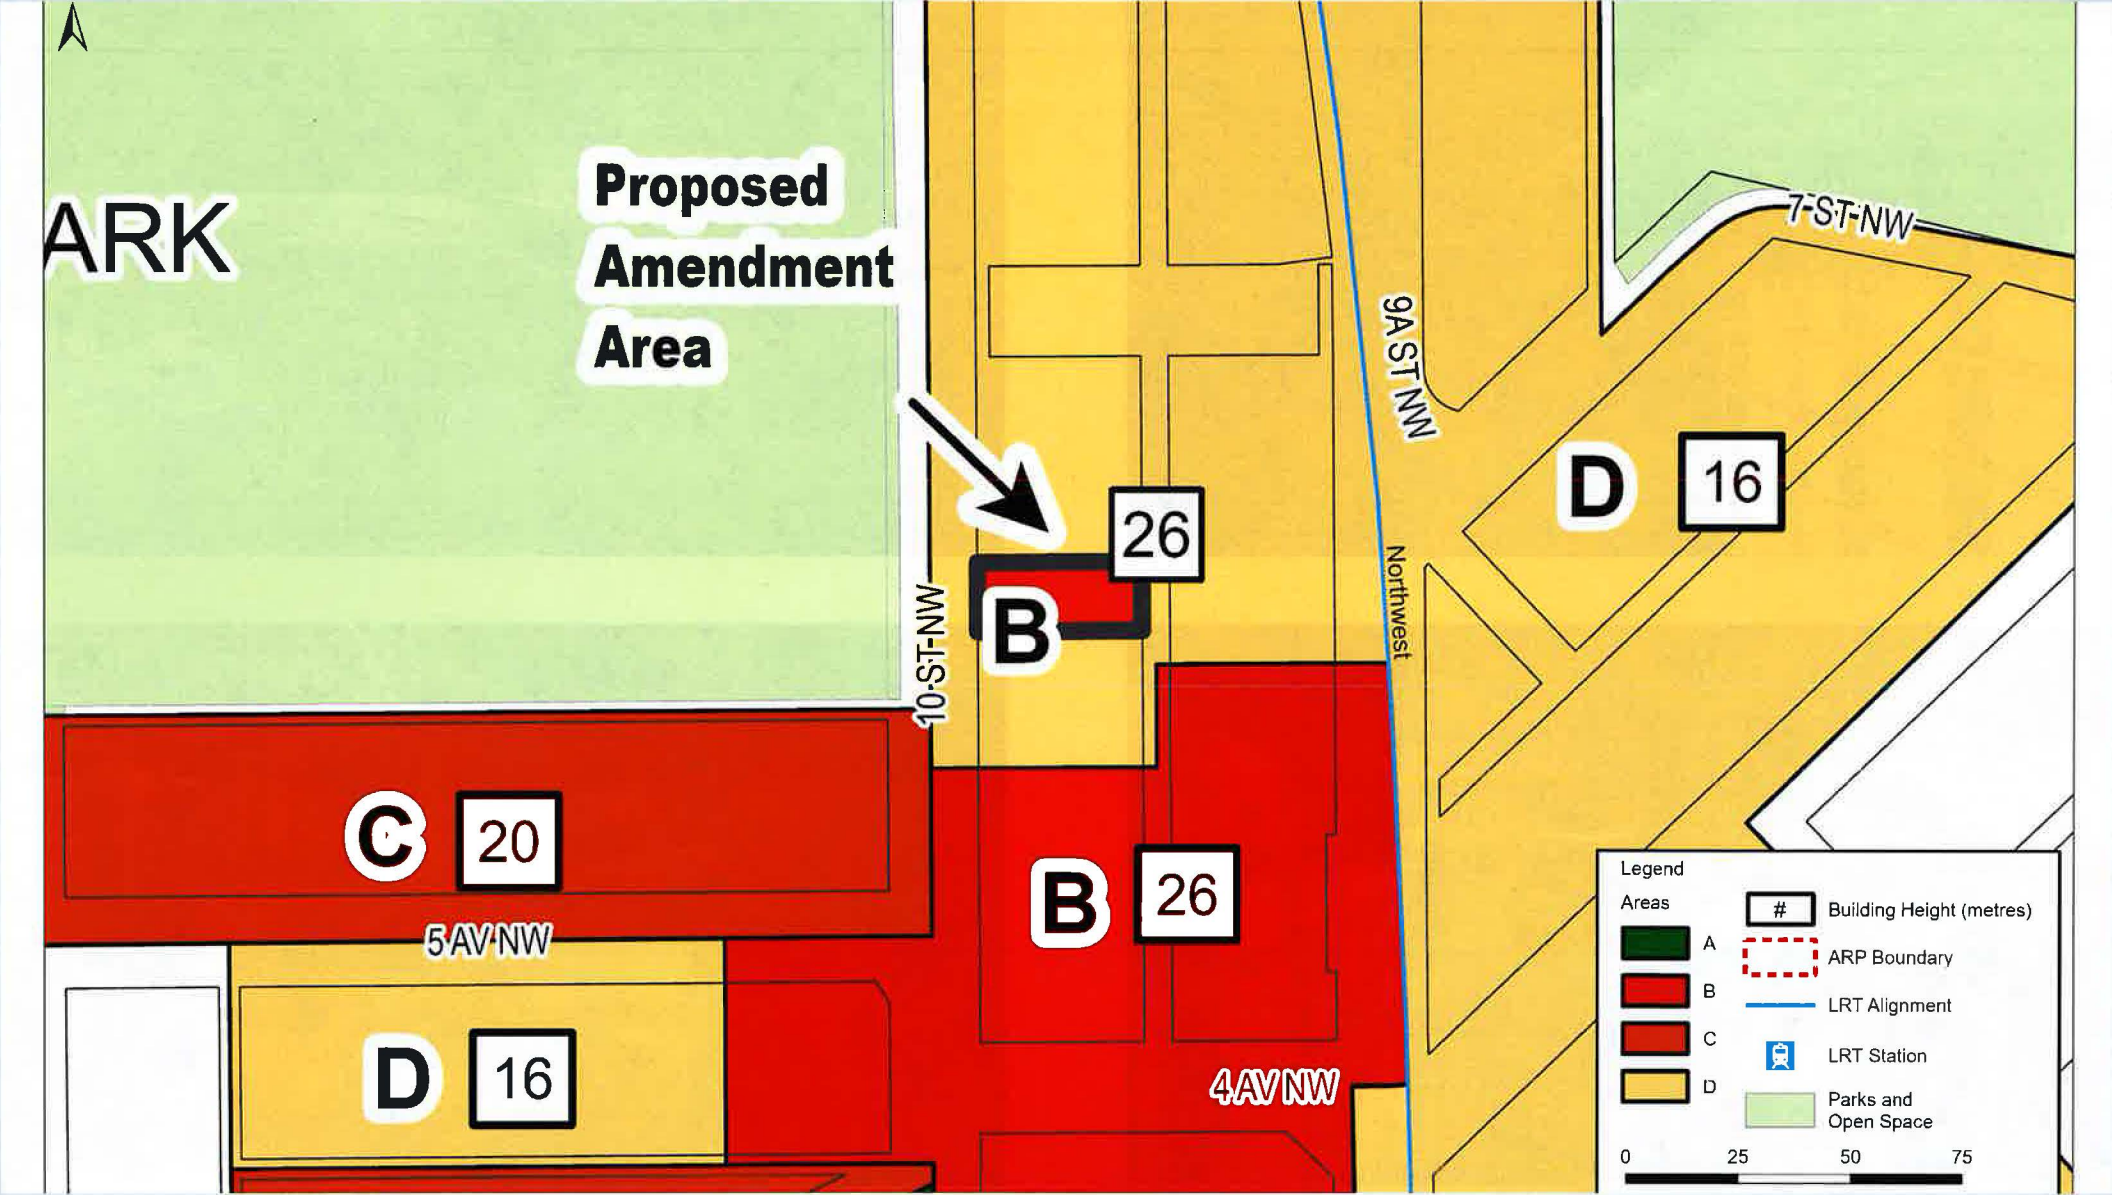 ARK
Proposed
Amendment
Area
7 ST NW
9A ST NW
26
D 16
B
Northwest
10 ST NW
C 20
B 26
5 AV NW
D 16
4 AV NW
Legend
Areas
A
B
C
D
# Building Height (metres)
ARP Boundary
LRT Alignment
LRT Station
Parks and
Open Space
0 25 50 75